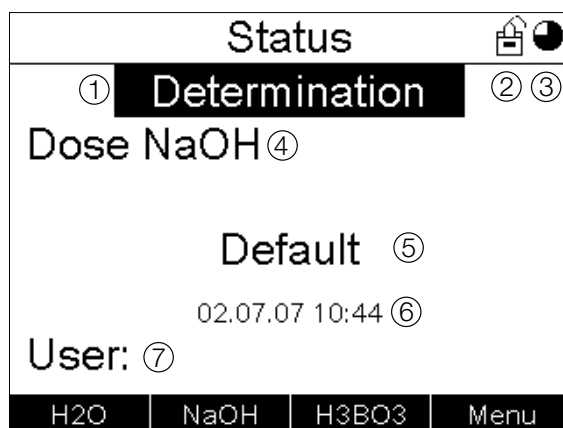 Status
① Determination ② ③
Dose NaOH ④
Default ⑤
02.07.07 10:44 ⑥
User: ⑦
H2O NaOH H3BO3 Menu